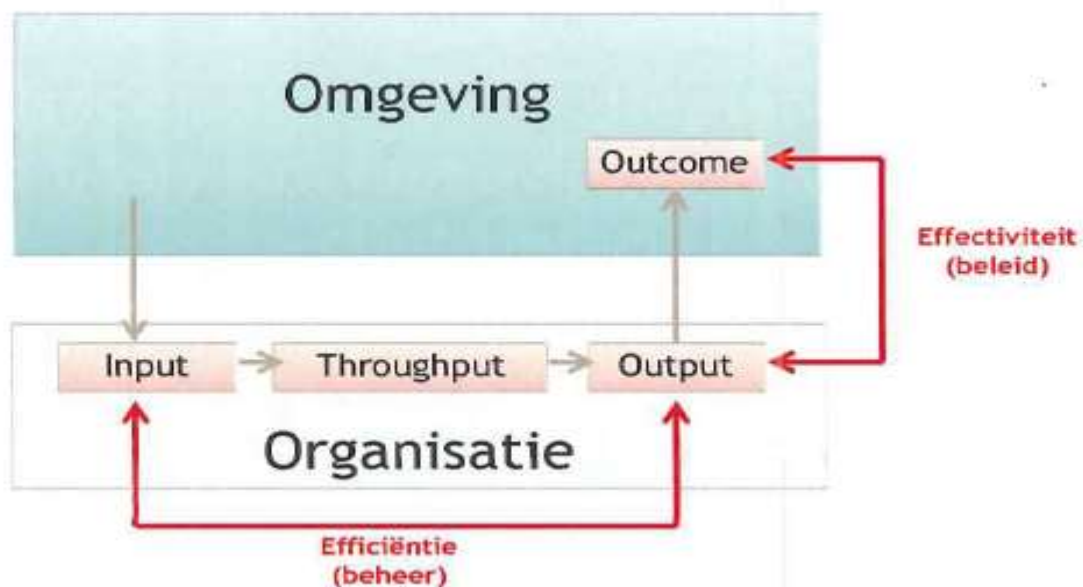 Omgeving
Outcome
Effectiviteit
(beleid)
Input
Throughput
Output
Organisatie
Efficiëntie
(beheer)